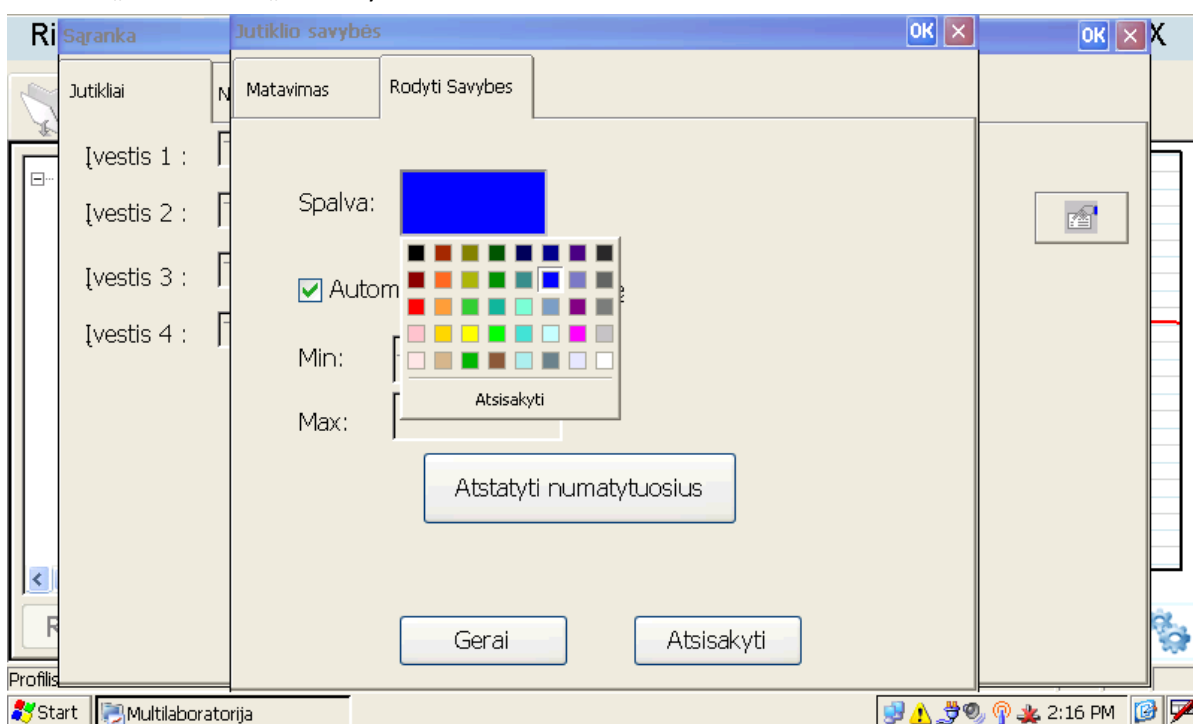 Ri
X
Sąranka
OK
Jutiklio savybės
OK
Jutikliai
N
Matavimas
Rodyti Savybes
Įvestis 1 :
Įvestis 2 :
Įvestis 3 :
Įvestis 4 :
Spalva:
Autom
Min:
Max:
Atsisakyti
Atstatyti numatytuosius
Gerai
Atsisakyti
R
Profilis
Start
Multilaboratorija
2:16 PM